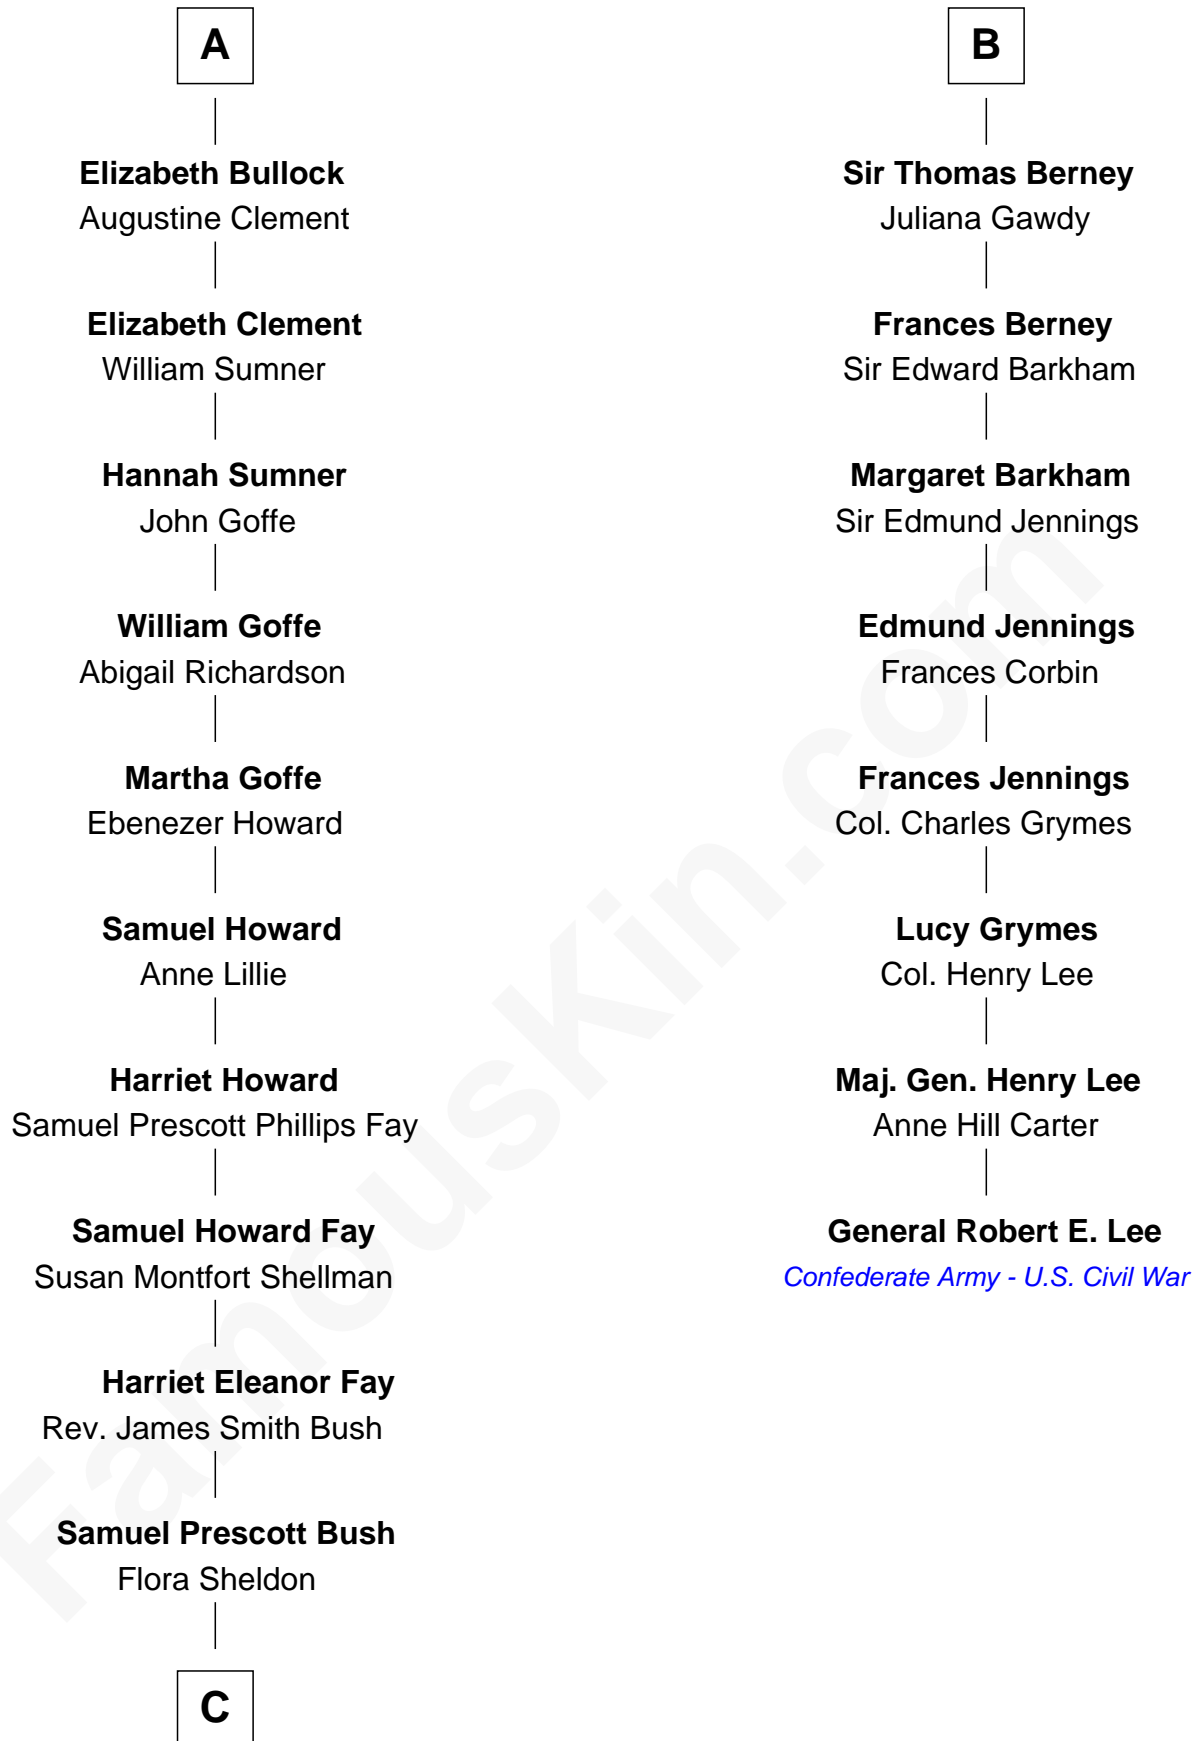 A
Elizabeth Bullock
Augustine Clement
Elizabeth Clement
William Sumner
Hannah Sumner
John Goffe
William Goffe
Abigail Richardson
Martha Goffe
Ebenezer Howard
Samuel Howard
Anne Lillie
Harriet Howard
Samuel Prescott Phillips Fay
Samuel Howard Fay
Susan Montfort Shellman
Harriet Eleanor Fay
Rev. James Smith Bush
Samuel Prescott Bush
Flora Sheldon
C
B
Sir Thomas Berney
Juliana Gawdy
Frances Berney
Sir Edward Barkham
Margaret Barkham
Sir Edmund Jennings
Edmund Jennings
Frances Corbin
Frances Jennings
Col. Charles Grymes
Lucy Grymes
Col. Henry Lee
Maj. Gen. Henry Lee
Anne Hill Carter
General Robert E. Lee
Confederate Army - U.S. Civil War
FamousKin.com